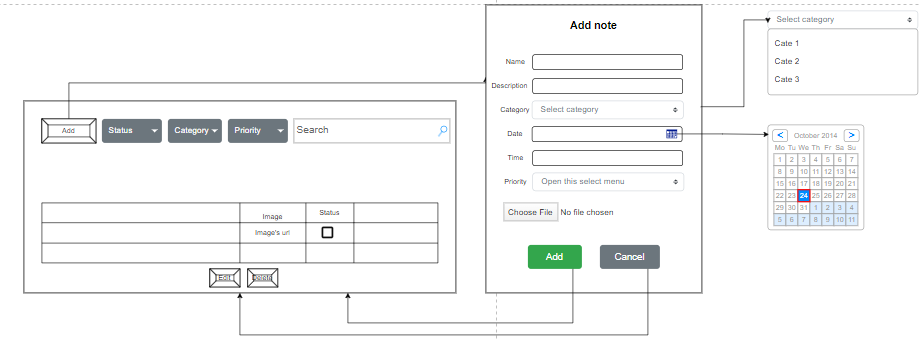 Add Status Category Priority Search
Image Status
Image's url
Edit Delete
Add note
Name
Description
Category Select category
Date
Time
Priority Open this select menu
Choose File No file chosen
Add Cancel
Select category
Cate 1
Cate 2
Cate 3
< October 2014 >
Mo Tu We Th Fr Sa Su
1 2 3 4 5 6 7
8 9 10 11 12 13 14
15 16 17 18 19 20 21
22 23 24 25 26 27 28
29 30 31 1 2 3 4
5 6 7 8 9 10 11